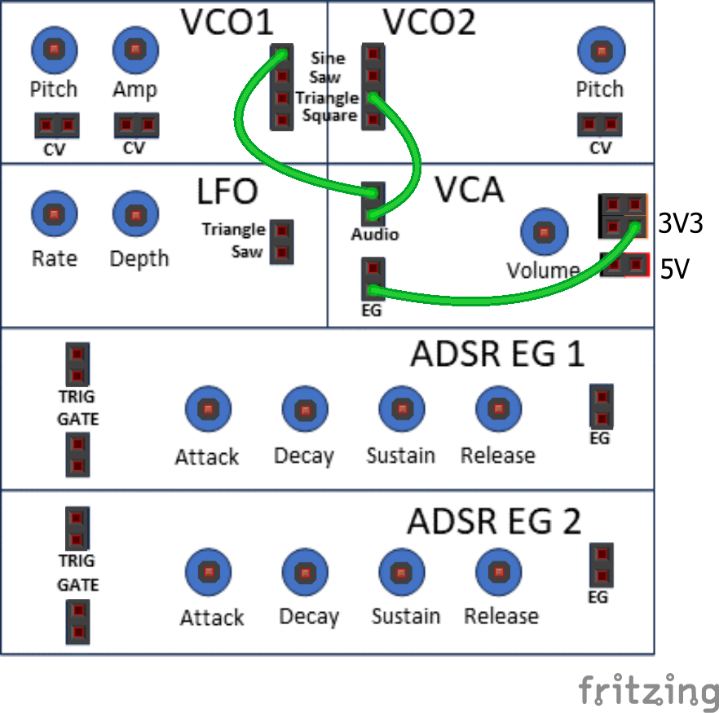 VCO1
VCO2
Pitch
Amp
Sine
Saw
Triangle
Square
Pitch
CV
CV
CV
LFO
VCA
Triangle
Saw
Rate
Depth
Audio
Volume
3V3
5V
EG
ADSR EG 1
TRIG
GATE
Attack
Decay
Sustain
Release
EG
ADSR EG 2
TRIG
GATE
Attack
Decay
Sustain
Release
EG
fritzing